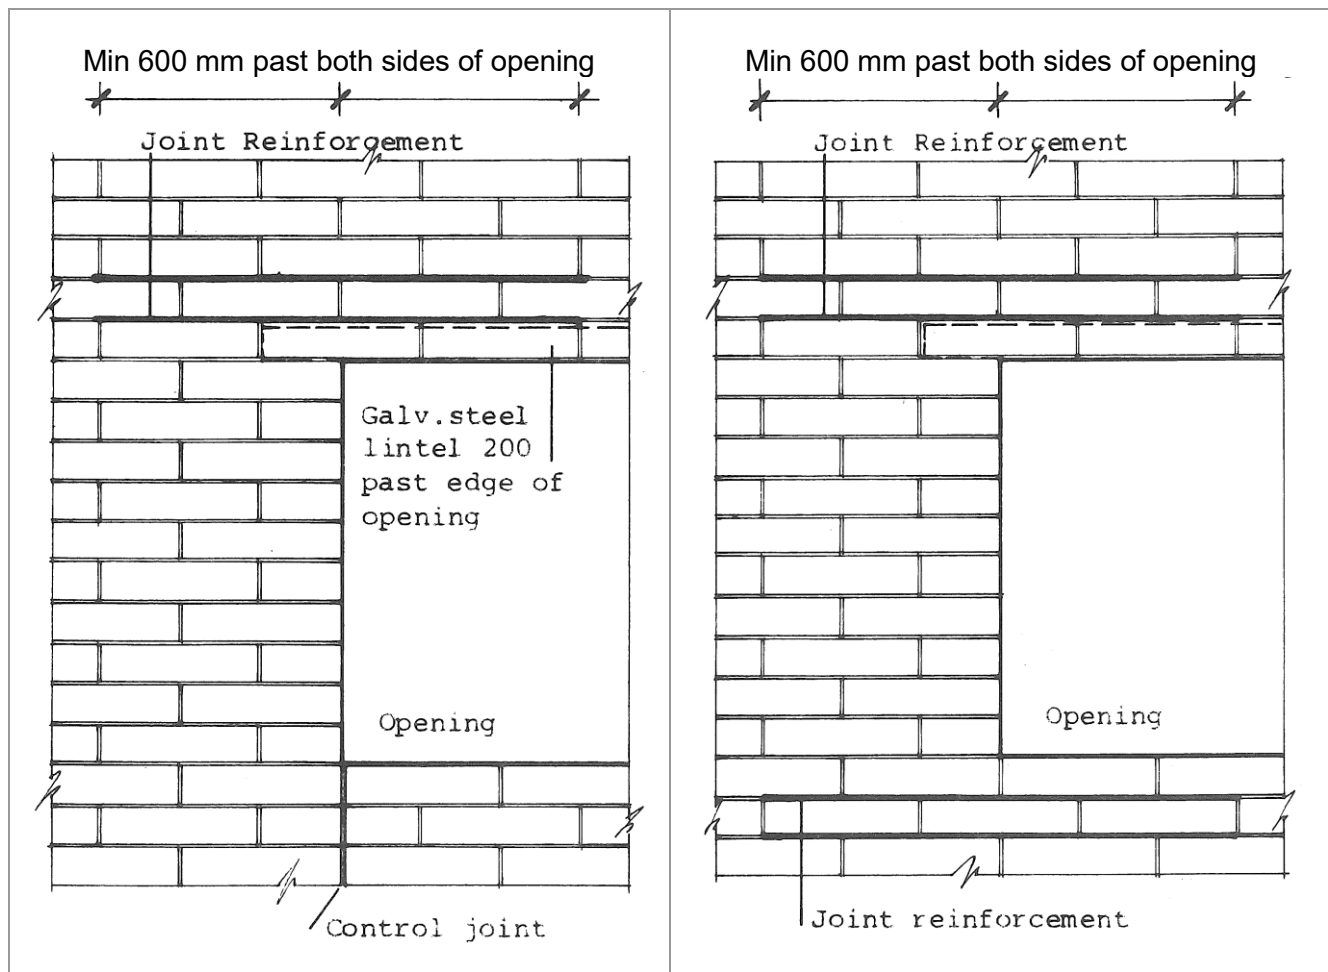 Min 600 mm past both sides of opening
Joint Reinforcement
Galv.steel
lintel 200
past edge of
opening
Opening
Control joint
Min 600 mm past both sides of opening
Joint Reinforcement
Opening
Joint reinforcement